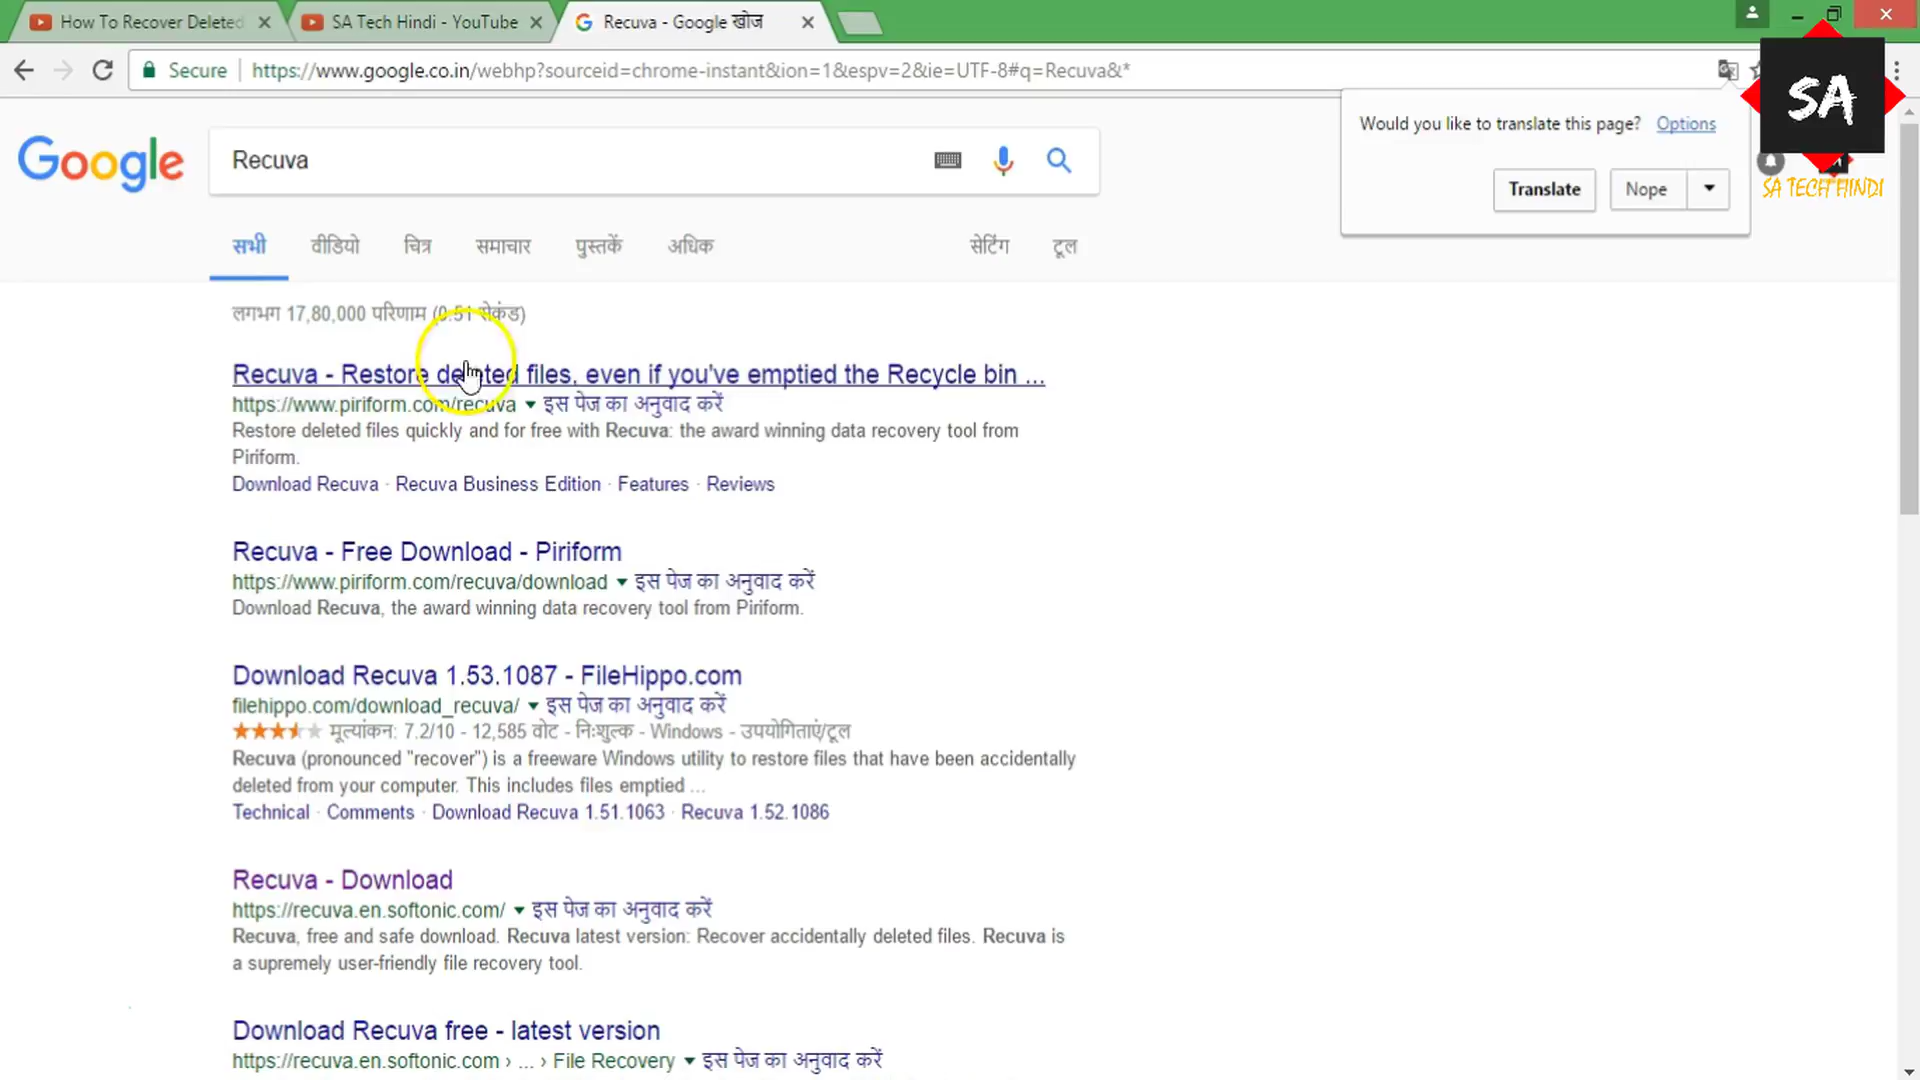 How To Recover Deleted
SA Tech Hindi - YouTube
Recuva - Google खोज
Secure
https://www.google.co.in/webhp?sourceid=chrome-instant&ion=1&espv=2&ie=UTF-8#q=Recuva&*
SA
SA TECH HINDI
Would you like to translate this page? Options
Translate Nope
Google
Recuva
सभी वीडियो चित्र समाचार पुस्तकें अधिक सेटिंग टूल
लगभग 17,80,000 परिणाम (0.51 सेकंड)
Recuva - Restore deleted files, even if you've emptied the Recycle bin ...
https://www.piriform.com/recuva ▼ इस पेज का अनुवाद करें
Restore deleted files quickly and for free with Recuva: the award winning data recovery tool from
Piriform.
Download Recuva · Recuva Business Edition · Features · Reviews
Recuva - Free Download - Piriform
https://www.piriform.com/recuva/download ▼ इस पेज का अनुवाद करें
Download Recuva, the award winning data recovery tool from Piriform.
Download Recuva 1.53.1087 - FileHippo.com
filehippo.com/download_recuva/ ▼ इस पेज का अनुवाद करें
मूल्यांकन: 7.2/10 - 12,585 वोट - निःशुल्क - Windows - उपयोगिताएं/टूल
Recuva (pronounced "recover") is a freeware Windows utility to restore files that have been accidentally
deleted from your computer. This includes files emptied ...
Technical · Comments · Download Recuva 1.51.1063 · Recuva 1.52.1086
Recuva - Download
https://recuva.en.softonic.com/ ▼ इस पेज का अनुवाद करें
Recuva, free and safe download. Recuva latest version: Recover accidentally deleted files. Recuva is
a supremely user-friendly file recovery tool.
Download Recuva free - latest version
https://recuva.en.softonic.com › ... › File Recovery ▼ इस पेज का अनुवाद करें